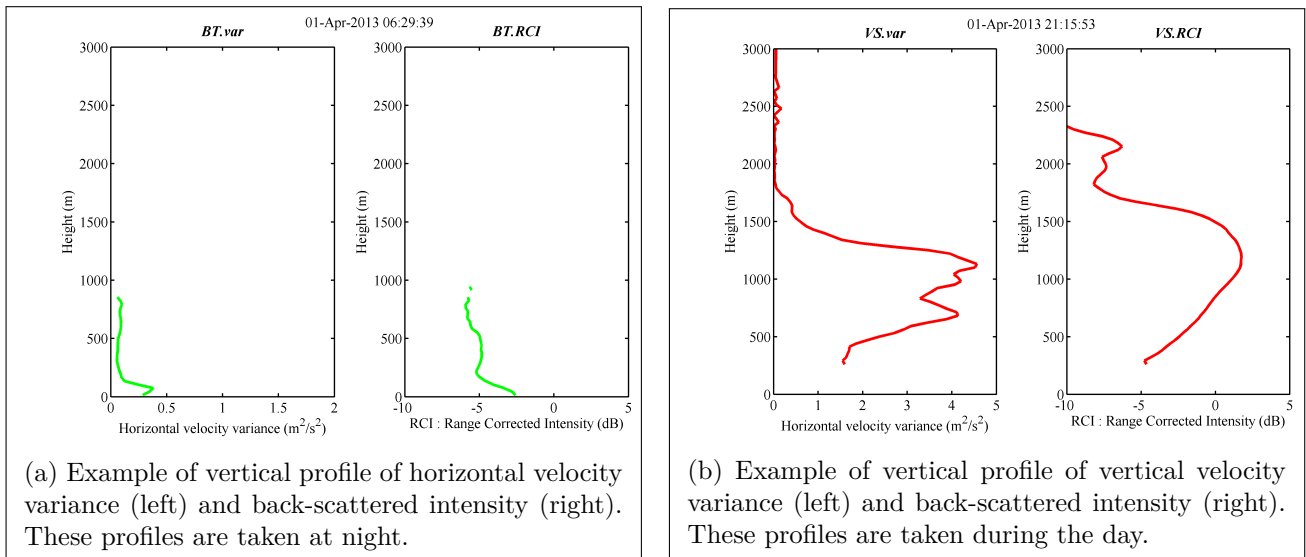 01-Apr-2013 06:29:39
BT.var
BT.RCI
3000
2500
2000
1500
1000
500
0
Height (m)
0 0.5 1 1.5 2
Horizontal velocity variance (m²/s²)
3000
2500
2000
1500
1000
500
0
Height (m)
-10 -5 0 5
RCI : Range Corrected Intensity (dB)
(a) Example of vertical profile of horizontal velocity
variance (left) and back-scattered intensity (right).
These profiles are taken at night.
01-Apr-2013 21:15:53
VS.var
VS.RCI
3000
2500
2000
1500
1000
500
0
Height (m)
0 1 2 3 4 5
Horizontal velocity variance (m²/s²)
3000
2500
2000
1500
1000
500
0
Height (m)
-10 -5 0 5
RCI : Range Corrected Intensity (dB)
(b) Example of vertical profile of vertical velocity
variance (left) and back-scattered intensity (right).
These profiles are taken during the day.